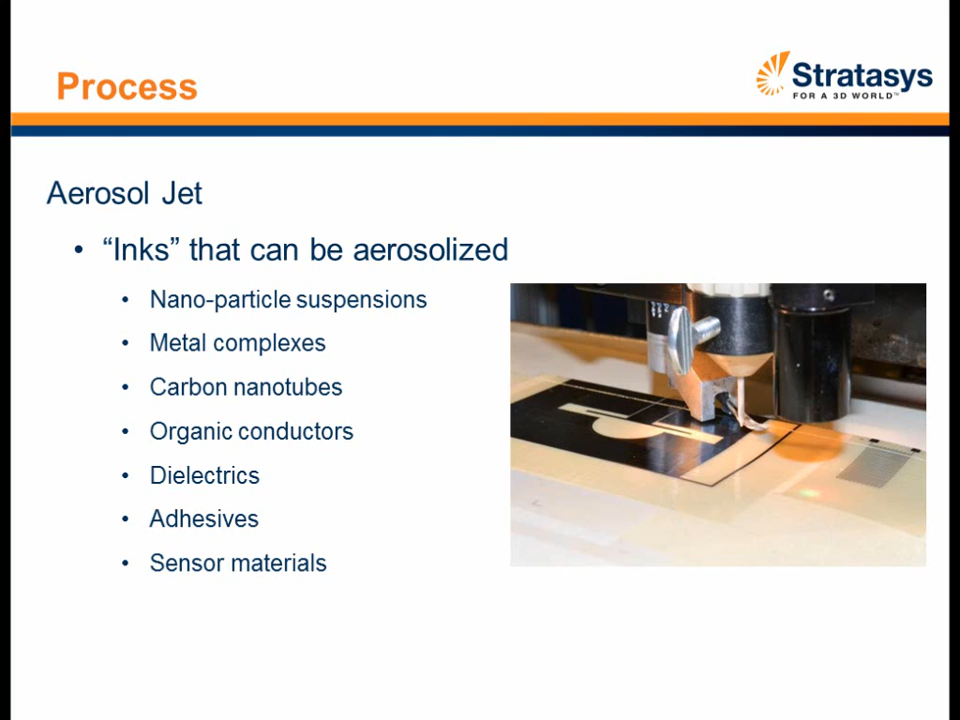 Process
Stratasys
FOR A 3D WORLD™
Aerosol Jet
• “Inks” that can be aerosolized
• Nano-particle suspensions
• Metal complexes
• Carbon nanotubes
• Organic conductors
• Dielectrics
• Adhesives
• Sensor materials